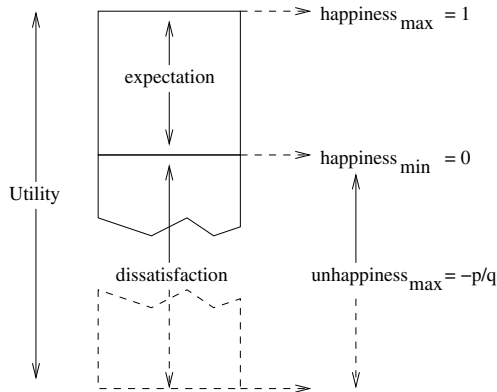 happiness_max = 1
expectation
happiness_min = 0
Utility
dissatisfaction
unhappiness_max = −p/q